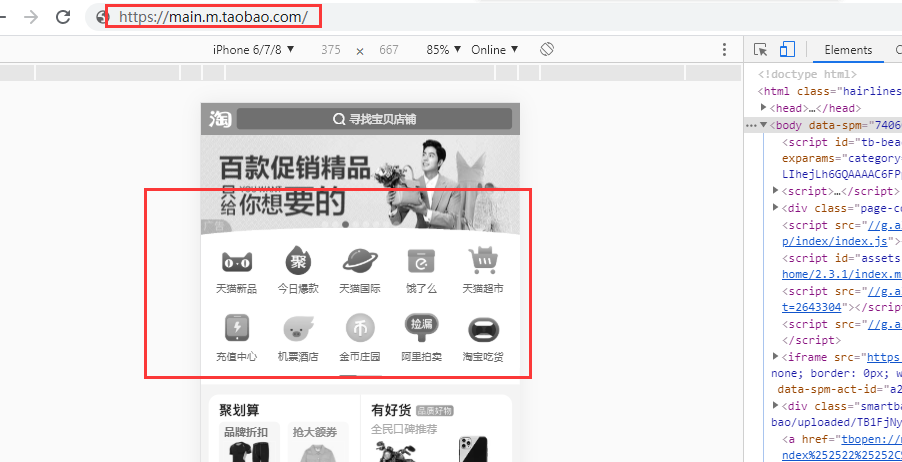 https://main.m.taobao.com/
iPhone 6/7/8 ▼ 375 × 667 85% ▼ Online ▼
Elements
<!doctype html>
<html class="hairlines
▶<head>…</head>
…▼<body data-spm="7406
<script id="tb-bea
exparams="category=
LIhejLh6GQAAAAC6FP
▶<script>…</script>
▶<div class="page-co
<script src="//g.a
p/index/index.js">
<script id="assets
home/2.3.1/index.m
<script src="//g.a
t=2643304"></scrip
<script src="//g.a
</script>
▶<iframe src="https
none; border: 0px; w
data-spm-act-id="a2
▶<div class="smartba
bao/uploaded/TB1FjNy
<a href="tbopen://m
ndex%252522%25252C
淘 寻找宝贝店铺
百款促销精品
只给 YOU WANT 你想要的
天猫新品 今日爆款 天猫国际 饿了么 天猫超市
聚
捡漏
充值中心 机票酒店 金币庄园 阿里拍卖 淘宝吃货
聚划算 有好货 品质好物
品牌折扣 抢大额券 全民口碑推荐